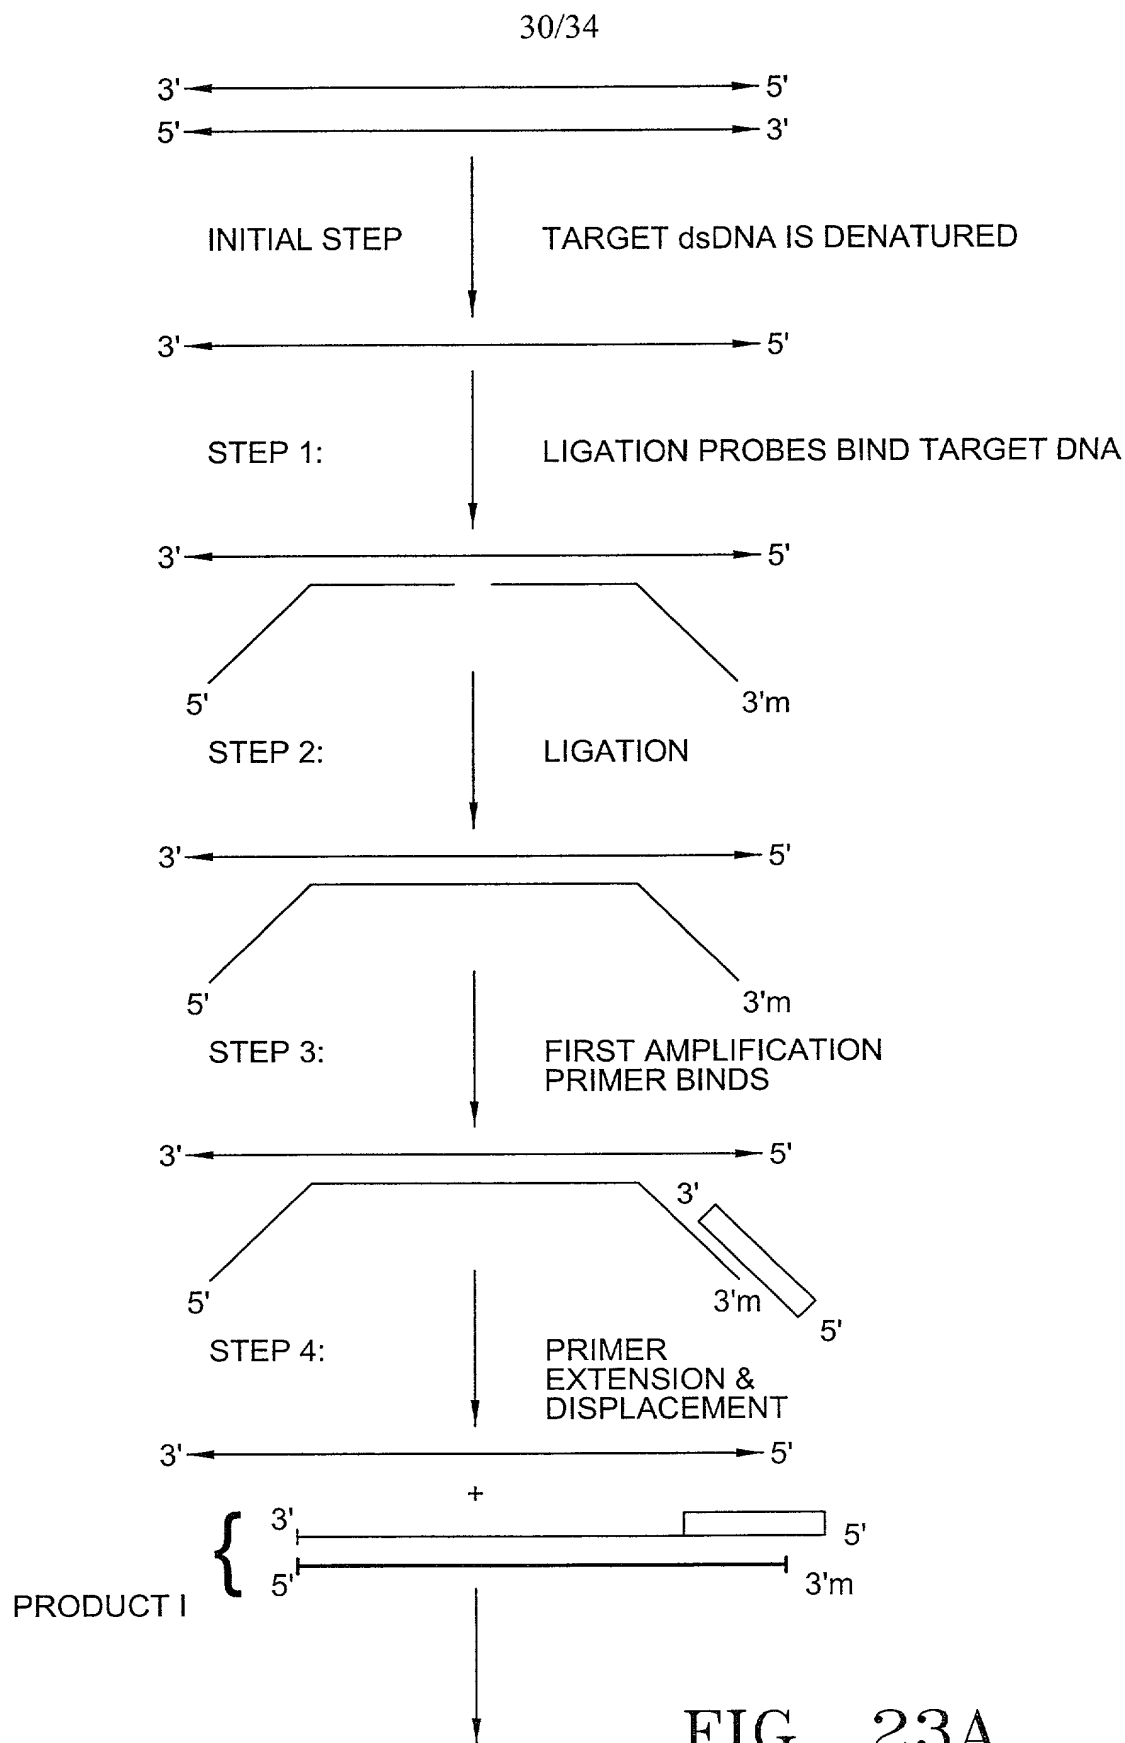 30/34
3' 5'
5' 3'
INITIAL STEP TARGET dsDNA IS DENATURED
3' 5'
STEP 1: LIGATION PROBES BIND TARGET DNA
3' 5'
5' 3'm
STEP 2: LIGATION
3' 5'
5' 3'm
STEP 3: FIRST AMPLIFICATION
PRIMER BINDS
3' 5'
3'
5' 3'm
5'
STEP 4: PRIMER
EXTENSION &
DISPLACEMENT
3' 5'
+
3' 5'
{
5' 3'm
PRODUCT I
FIG. 23A